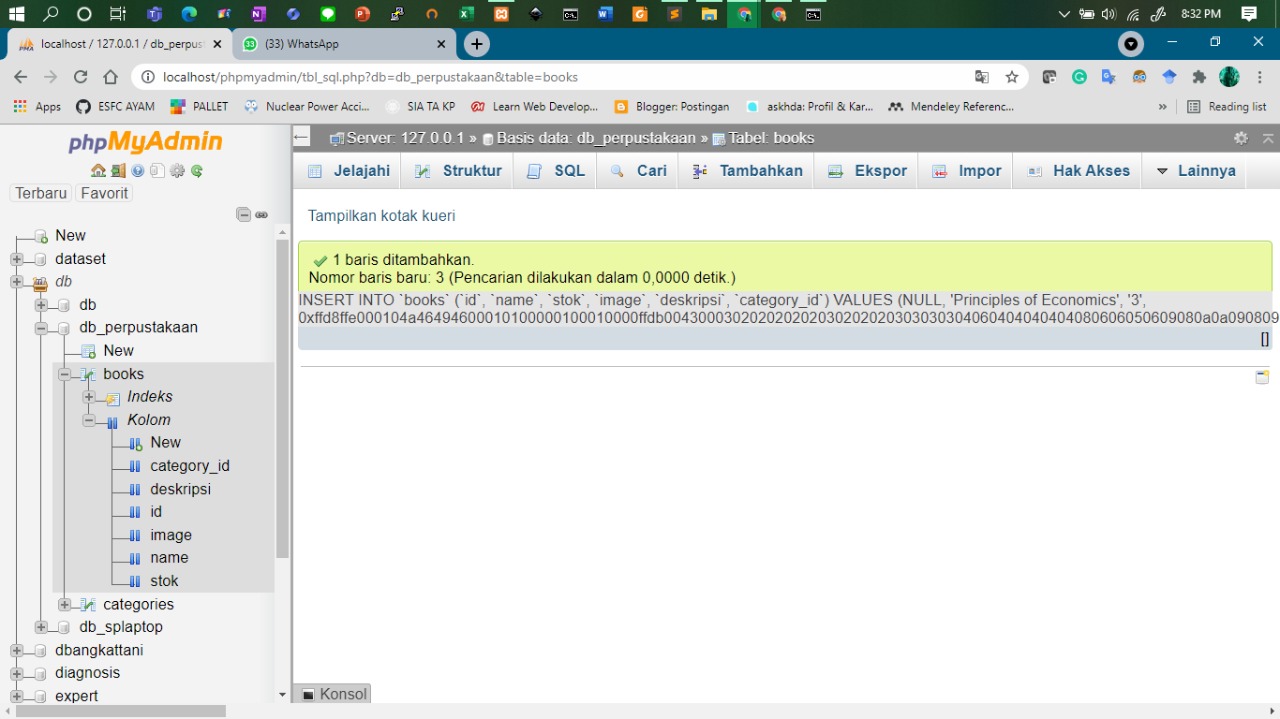 8:32 PM
localhost / 127.0.0.1 / db_perpus
(33) WhatsApp
localhost/phpmyadmin/tbl_sql.php?db=db_perpustakaan&table=books
Apps ESFC AYAM PALLET Nuclear Power Acci... SIA TA KP Learn Web Develop... Blogger: Postingan askhda: Profil & Kar... Mendeley Referenc... » Reading list
phpMyAdmin
Terbaru Favorit
New
dataset
db
db
db_perpustakaan
New
books
Indeks
Kolom
New
category_id
deskripsi
id
image
name
stok
categories
db_splaptop
dbangkattani
diagnosis
expert
Server: 127.0.0.1 » Basis data: db_perpustakaan » Tabel: books
Jelajahi Struktur SQL Cari Tambahkan Ekspor Impor Hak Akses Lainnya
Tampilkan kotak kueri
1 baris ditambahkan.
Nomor baris baru: 3 (Pencarian dilakukan dalam 0,0000 detik.)
INSERT INTO `books` (`id`, `name`, `stok`, `image`, `deskripsi`, `category_id`) VALUES (NULL, 'Principles of Economics', '3',
[]
Konsol